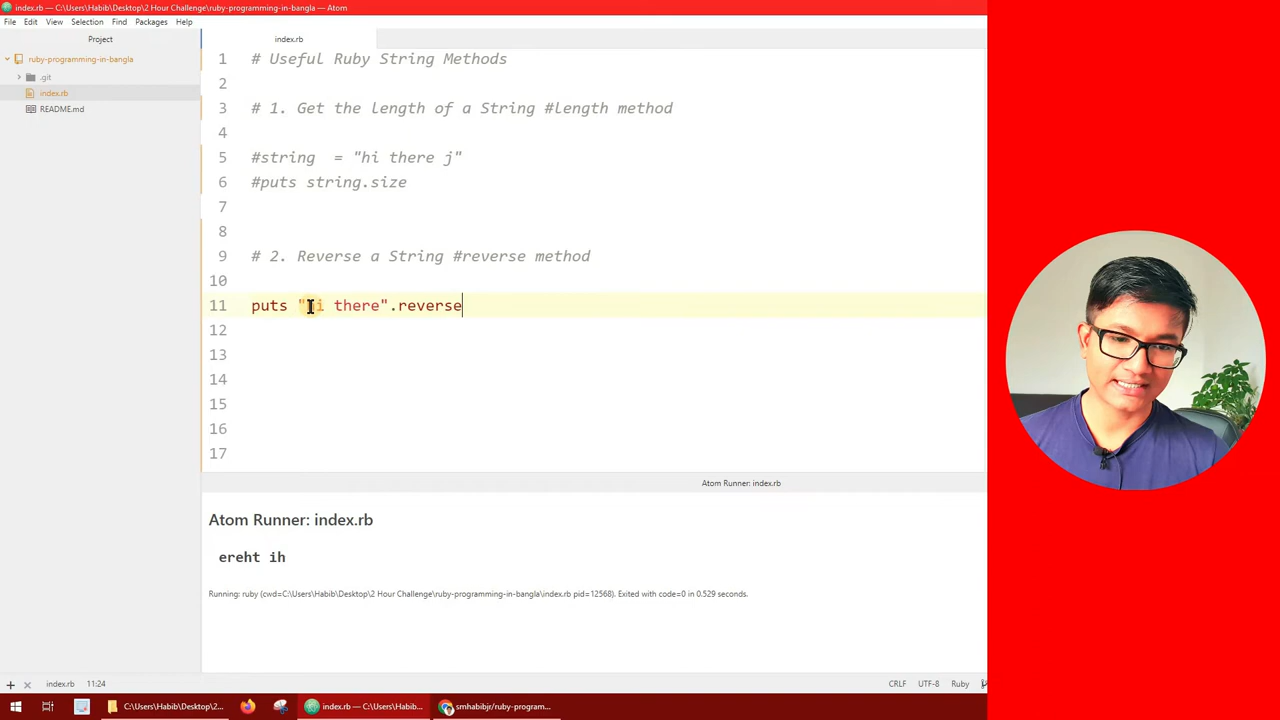 index.rb — C:\Users\Habib\Desktop\2 Hour Challenge\ruby-programming-in-bangla — Atom
File Edit View Selection Find Packages Help
Project
index.rb
ruby-programming-in-bangla
.git
index.rb
README.md
1 # Useful Ruby String Methods
2
3 # 1. Get the length of a String #length method
4
5 #string = "hi there j"
6 #puts string.size
7
8
9 # 2. Reverse a String #reverse method
10
11 puts "hi there".reverse
12
13
14
15
16
17
Atom Runner: index.rb
Atom Runner: index.rb
ereht ih
Running: ruby (cwd=C:\Users\Habib\Desktop\2 Hour Challenge\ruby-programming-in-bangla\index.rb pid=12568). Exited with code=0 in 0.529 seconds.
index.rb 11:24 CRLF UTF-8 Ruby
C:\Users\Habib\Desktop\2... index.rb — C:\Users\Habib... smhabibjr/ruby-program...